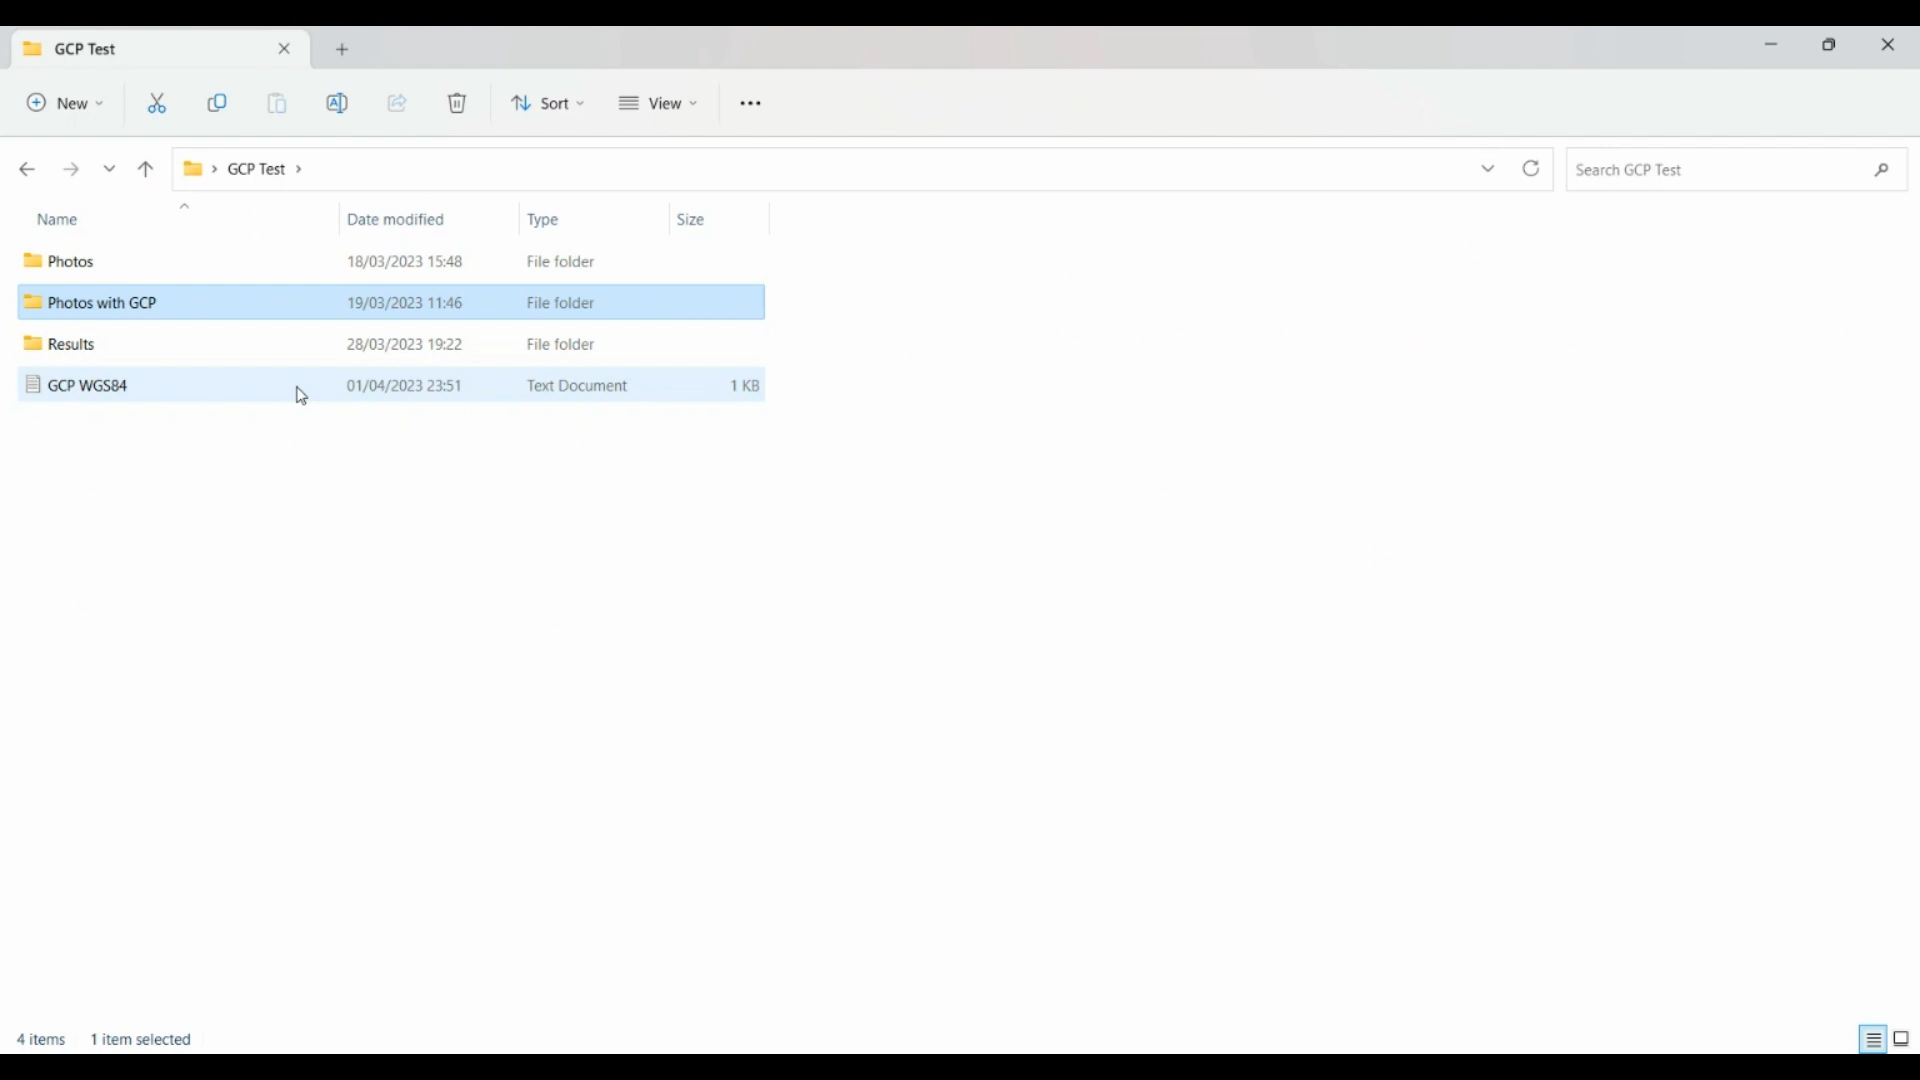 GCP Test
New Sort View
GCP Test Search GCP Test
Name Date modified Type Size
Photos 18/03/2023 15:48 File folder
Photos with GCP 19/03/2023 11:46 File folder
Results 28/03/2023 19:22 File folder
GCP WGS84 01/04/2023 23:51 Text Document 1 KB
4 items 1 item selected